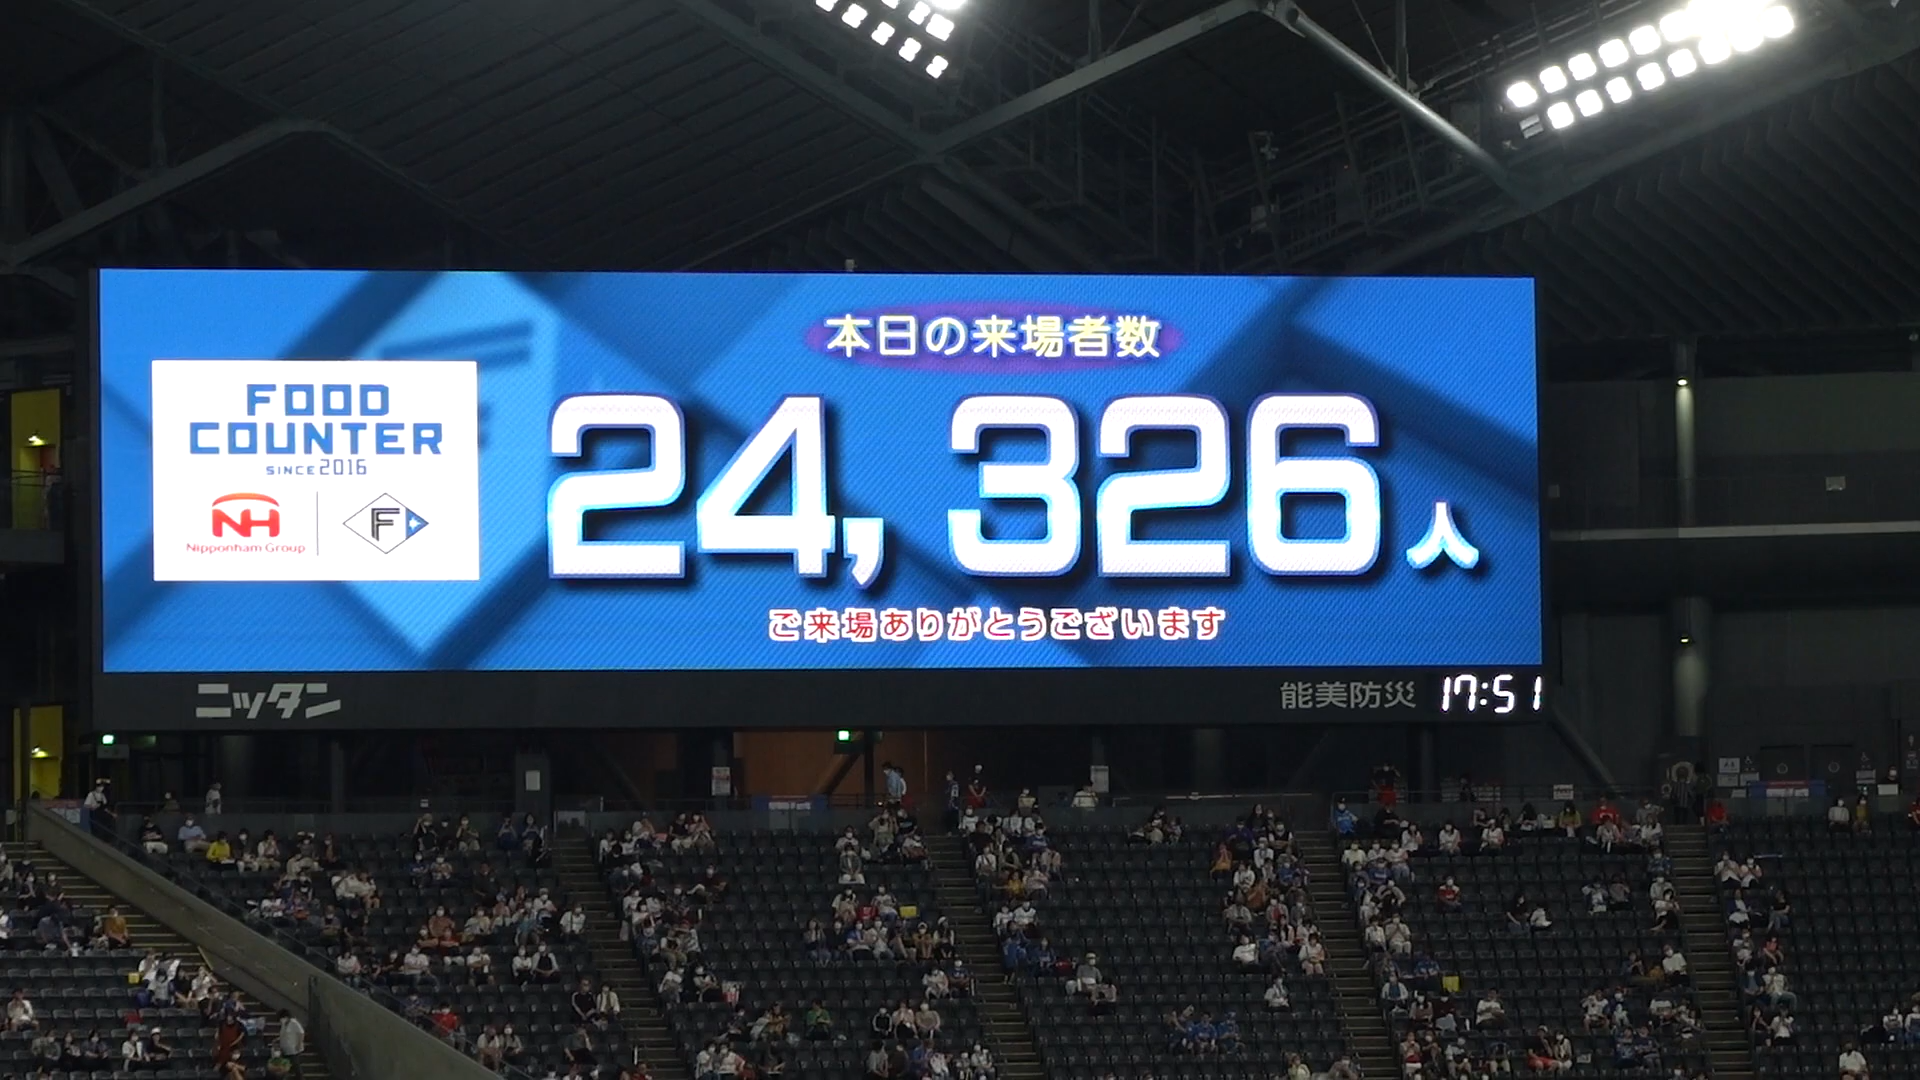 本日の来場者数
FOOD
COUNTER
SINCE 2016
NH
Nipponham Group
F
24,326人
ご来場ありがとうございます
ニッタン
能美防災 17:51